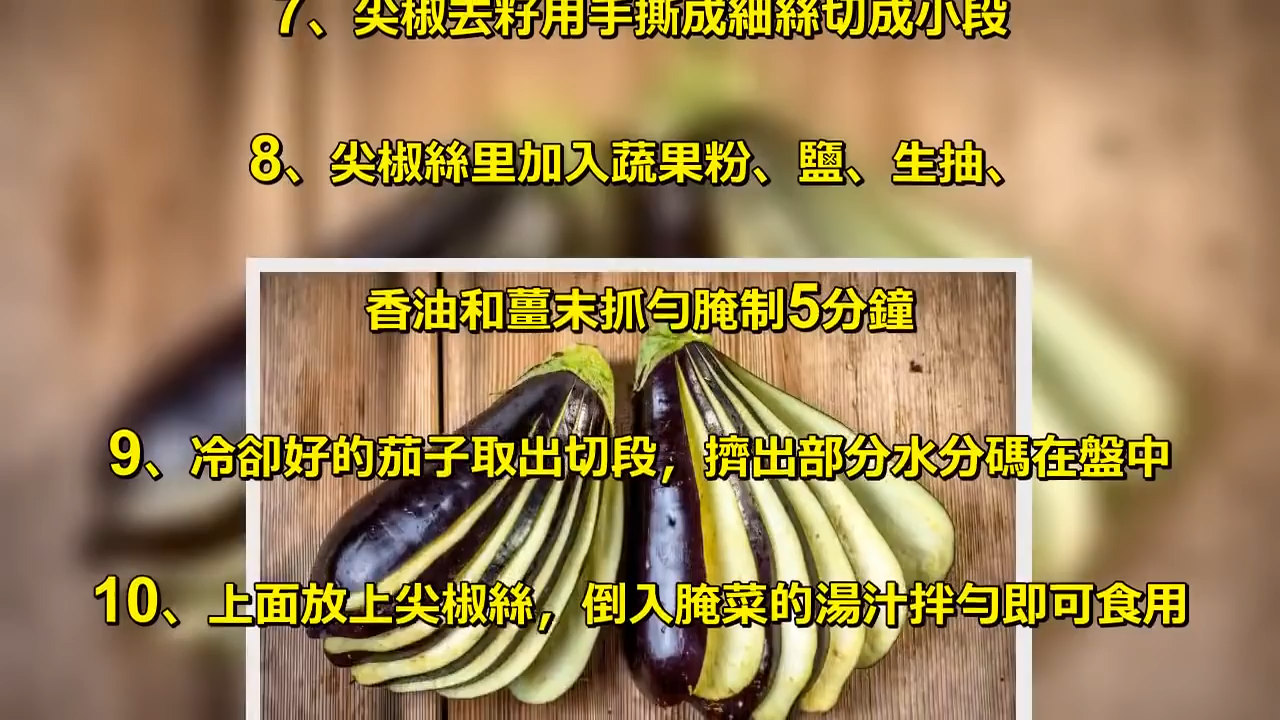 7、尖椒去籽用手撕成細絲切成小段
8、尖椒絲里加入蔬果粉、鹽、生抽、
香油和薑末抓勻腌制5分鐘
9、冷卻好的茄子取出切段，擠出部分水分碼在盤中
10、上面放上尖椒絲，倒入腌菜的湯汁拌勻即可食用